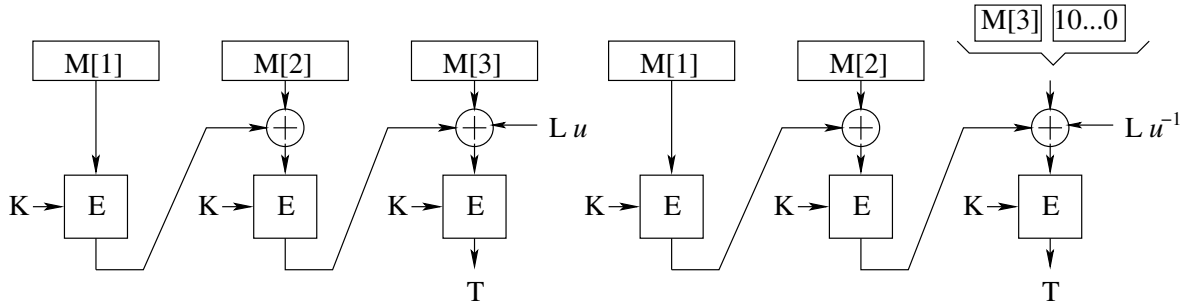 M[3] 10...0
M[1] M[2] M[3] M[1] M[2]
L u L u⁻¹
K E K E K E K E K E K E
T T